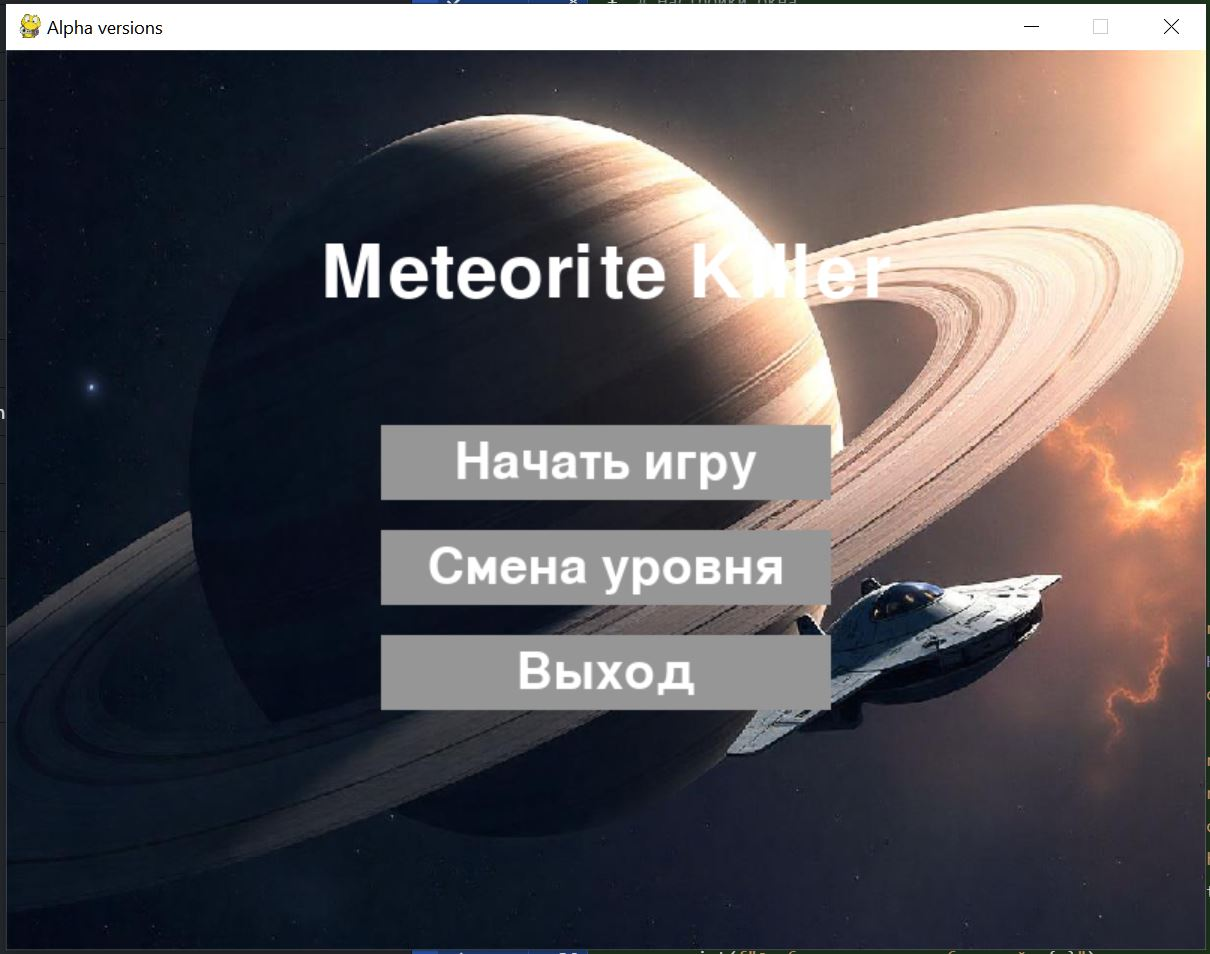 Alpha versions
Meteorite Killer
Начать игру
Смена уровня
Выход